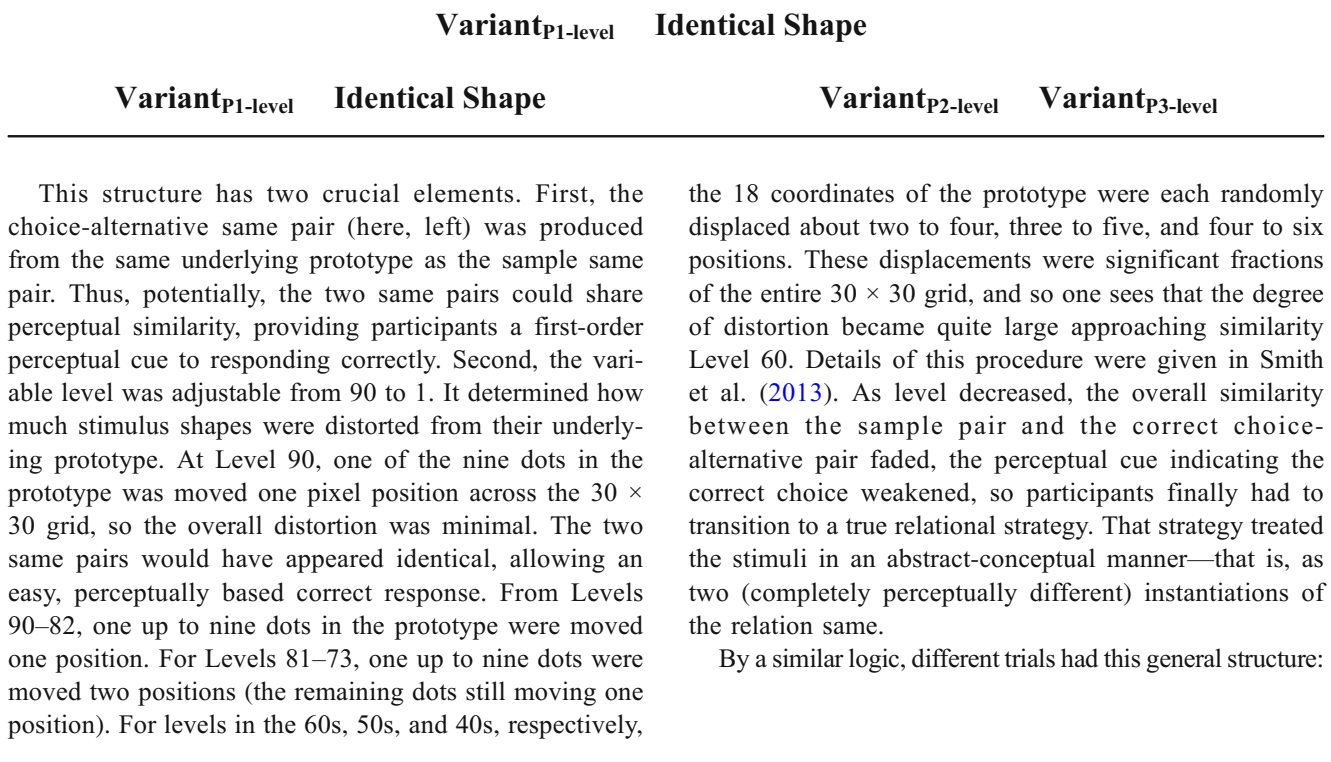 Variant P1-level Identical Shape
Variant P1-level Identical Shape Variant P2-level Variant P3-level
This structure has two crucial elements. First, the
choice-alternative same pair (here, left) was produced
from the same underlying prototype as the sample same
pair. Thus, potentially, the two same pairs could share
perceptual similarity, providing participants a first-order
perceptual cue to responding correctly. Second, the vari-
able level was adjustable from 90 to 1. It determined how
much stimulus shapes were distorted from their underly-
ing prototype. At Level 90, one of the nine dots in the
prototype was moved one pixel position across the 30 ×
30 grid, so the overall distortion was minimal. The two
same pairs would have appeared identical, allowing an
easy, perceptually based correct response. From Levels
90–82, one up to nine dots in the prototype were moved
one position. For Levels 81–73, one up to nine dots were
moved two positions (the remaining dots still moving one
position). For levels in the 60s, 50s, and 40s, respectively,
the 18 coordinates of the prototype were each randomly
displaced about two to four, three to five, and four to six
positions. These displacements were significant fractions
of the entire 30 × 30 grid, and so one sees that the degree
of distortion became quite large approaching similarity
Level 60. Details of this procedure were given in Smith
et al. (2013). As level decreased, the overall similarity
between the sample pair and the correct choice-
alternative pair faded, the perceptual cue indicating the
correct choice weakened, so participants finally had to
transition to a true relational strategy. That strategy treated
the stimuli in an abstract-conceptual manner—that is, as
two (completely perceptually different) instantiations of
the relation same.
By a similar logic, different trials had this general structure: